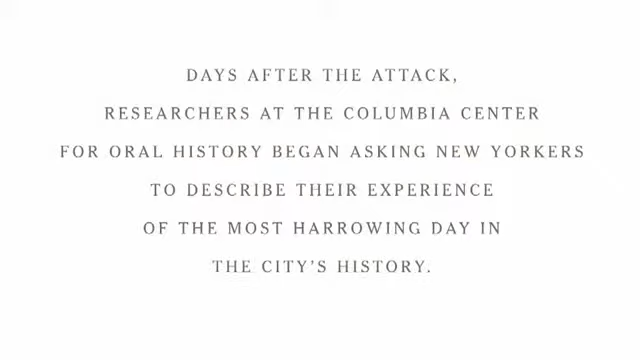 DAYS AFTER THE ATTACK,
RESEARCHERS AT THE COLUMBIA CENTER
FOR ORAL HISTORY BEGAN ASKING NEW YORKERS
TO DESCRIBE THEIR EXPERIENCE
OF THE MOST HARROWING DAY IN
THE CITY’S HISTORY.